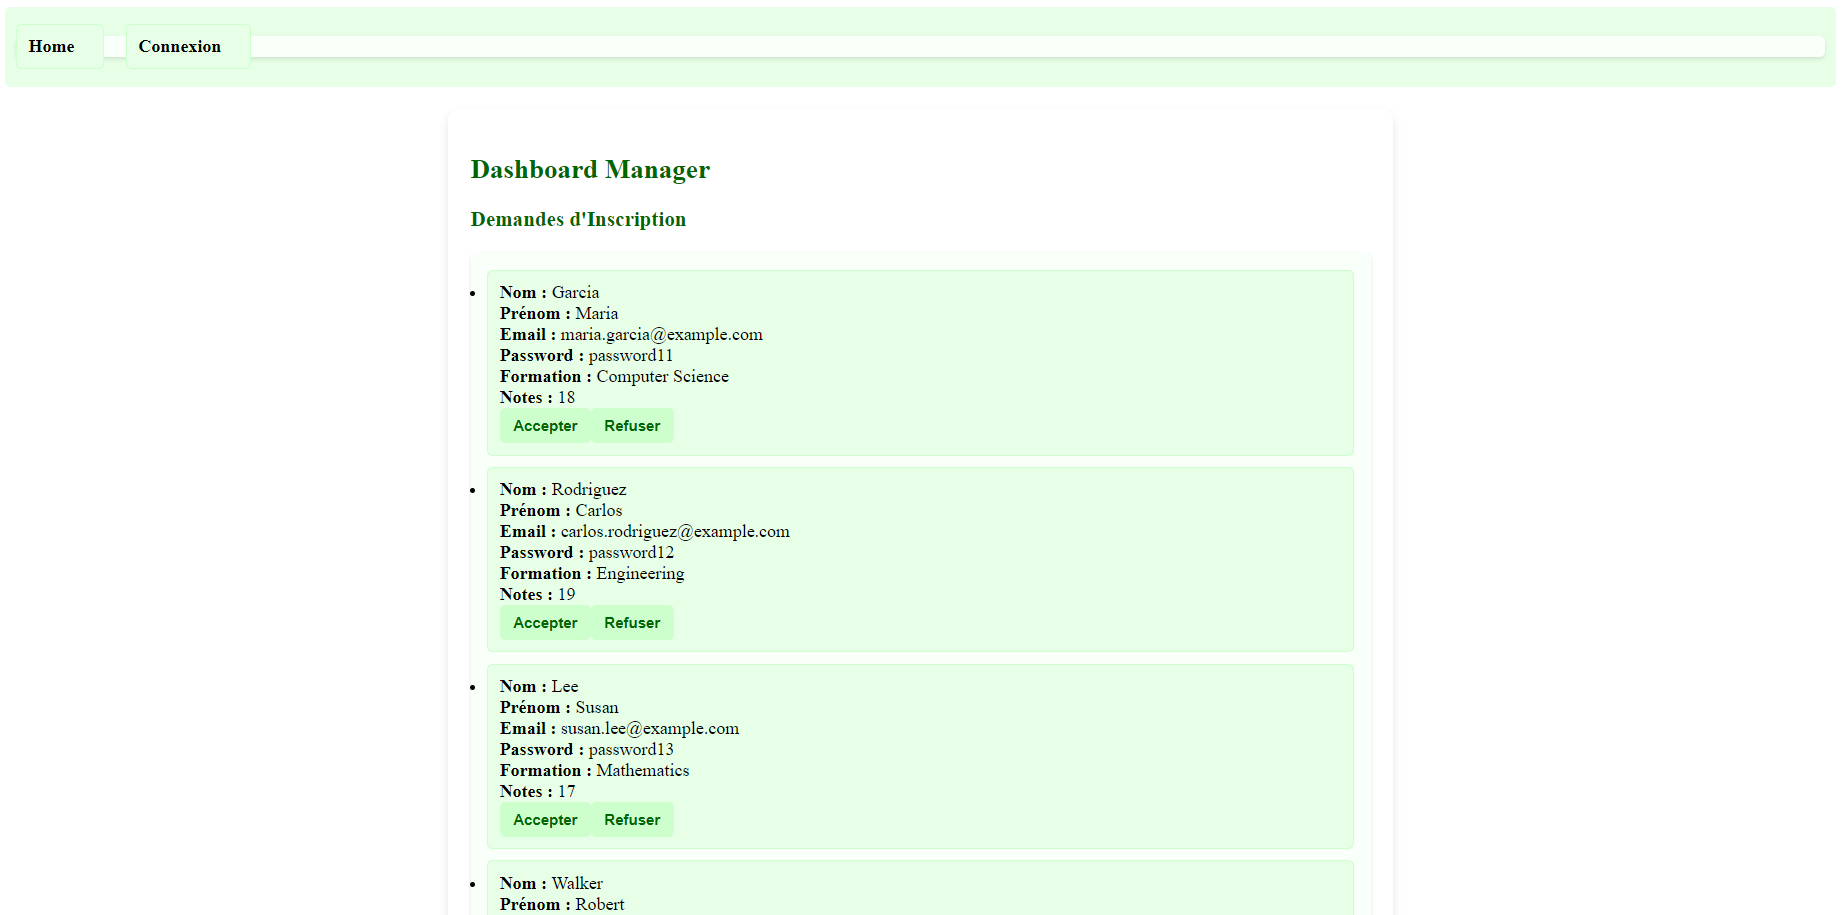 Home Connexion
Dashboard Manager
Demandes d'Inscription
Nom : Garcia
Prénom : Maria
Email : maria.garcia@example.com
Password : password11
Formation : Computer Science
Notes : 18
Accepter Refuser
Nom : Rodriguez
Prénom : Carlos
Email : carlos.rodriguez@example.com
Password : password12
Formation : Engineering
Notes : 19
Accepter Refuser
Nom : Lee
Prénom : Susan
Email : susan.lee@example.com
Password : password13
Formation : Mathematics
Notes : 17
Accepter Refuser
Nom : Walker
Prénom : Robert